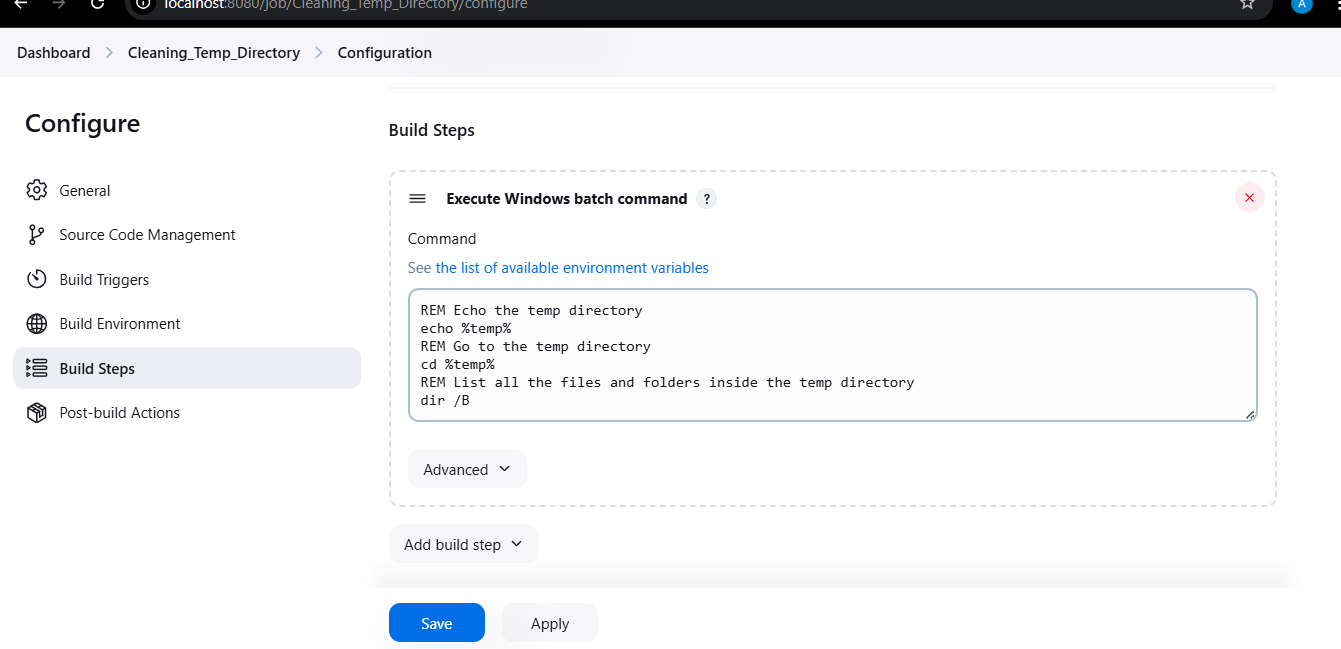 localhost:8080/job/Cleaning_Temp_Directory/configure
A
Dashboard > Cleaning_Temp_Directory > Configuration
Configure
General
Source Code Management
Build Triggers
Build Environment
Build Steps
Post-build Actions
Build Steps
Execute Windows batch command ?
Command
See the list of available environment variables
REM Echo the temp directory
echo %temp%
REM Go to the temp directory
cd %temp%
REM List all the files and folders inside the temp directory
dir /B
Advanced
Add build step
Save
Apply